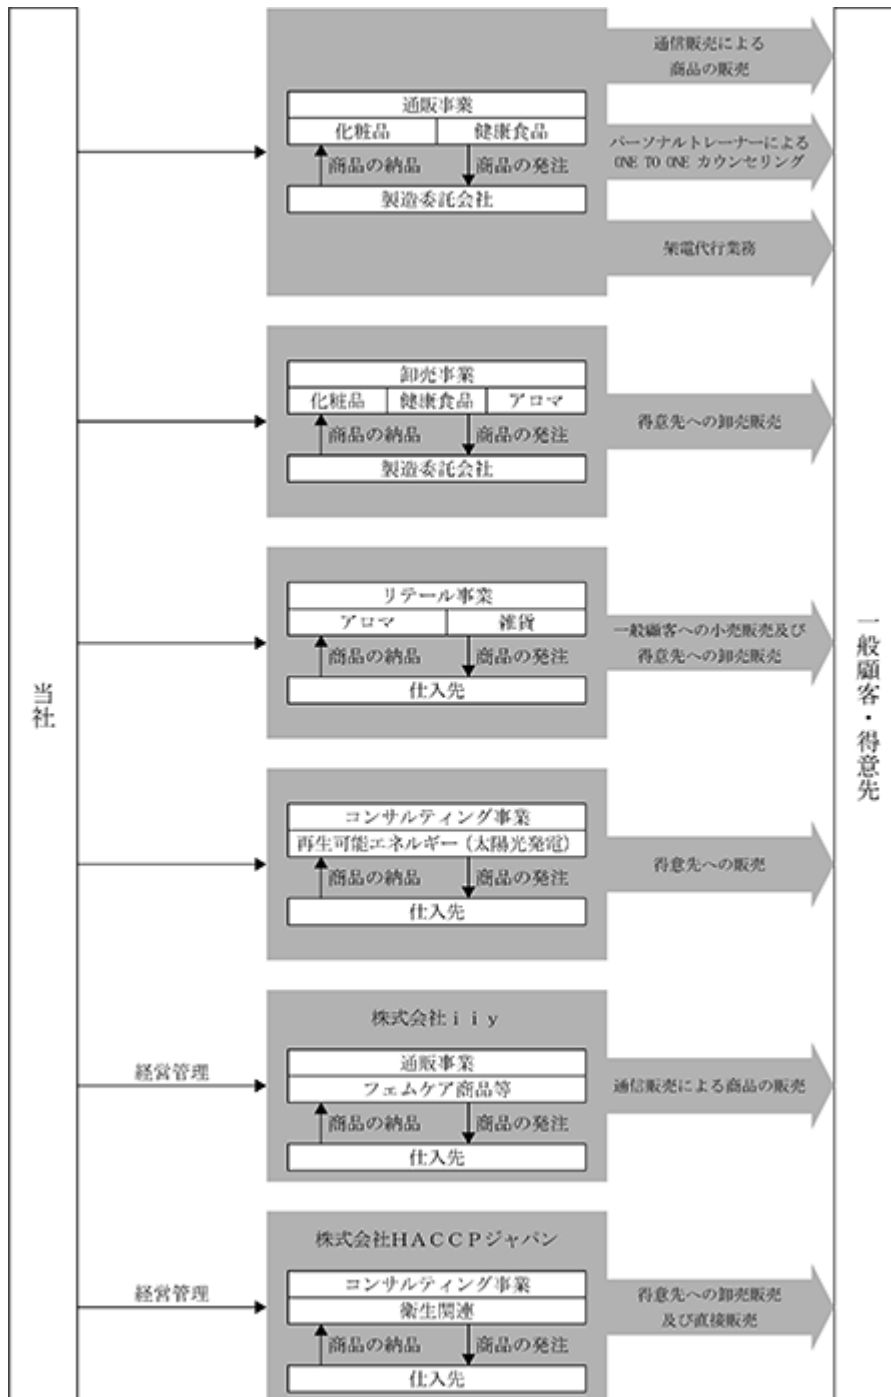 当社
通販事業
化粧品
健康食品
商品の納品
商品の発注
製造委託会社
通信販売による
商品の販売
パーソナルトレーナーによる
ONE TO ONE カウンセリング
架電代行業務
卸売事業
化粧品
健康食品
アロマ
商品の納品
商品の発注
製造委託会社
得意先への卸売販売
リテール事業
アロマ
雑貨
商品の納品
商品の発注
仕入先
一般顧客への小売販売及び
得意先への卸売販売
コンサルティング事業
再生可能エネルギー（太陽光発電）
商品の納品
商品の発注
仕入先
得意先への販売
経営管理
株式会社ｉｉｙ
通販事業
フェムケア商品等
商品の納品
商品の発注
仕入先
通信販売による商品の販売
経営管理
株式会社ＨＡＣＣＰジャパン
コンサルティング事業
衛生関連
商品の納品
商品の発注
仕入先
得意先への卸売販売
及び直接販売
一般顧客・得意先